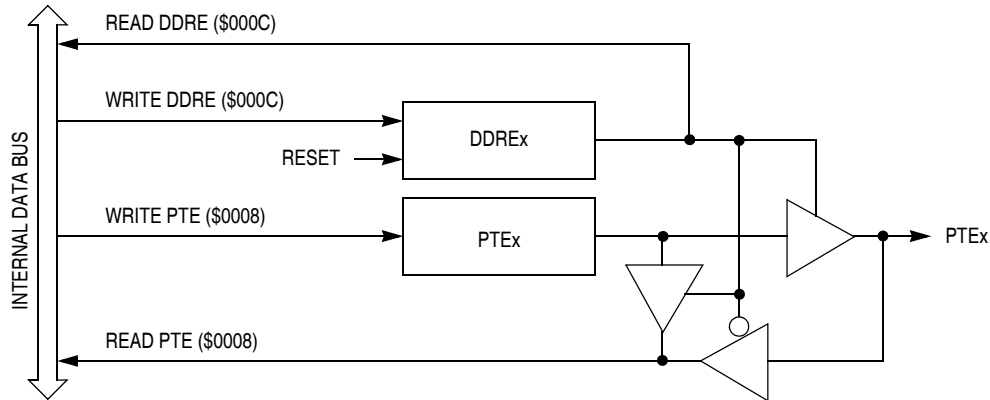 READ DDRE ($000C)
WRITE DDRE ($000C)
DDREx
RESET
WRITE PTE ($0008)
PTEx
PTEx
READ PTE ($0008)
INTERNAL DATA BUS